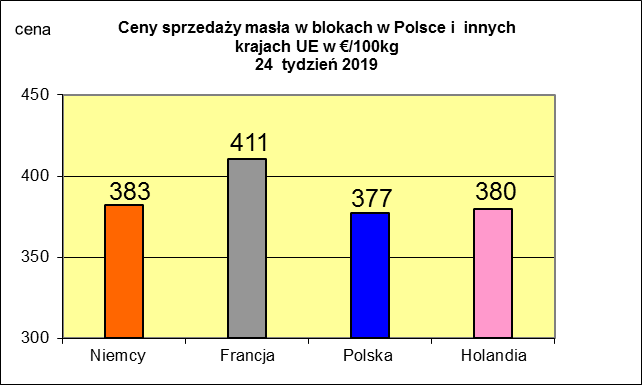 cena
Ceny sprzedaży masła w blokach w Polsce i innych
krajach UE w €/100kg
24 tydzień 2019
450
400
350
300
383
411
377
380
Niemcy
Francja
Polska
Holandia